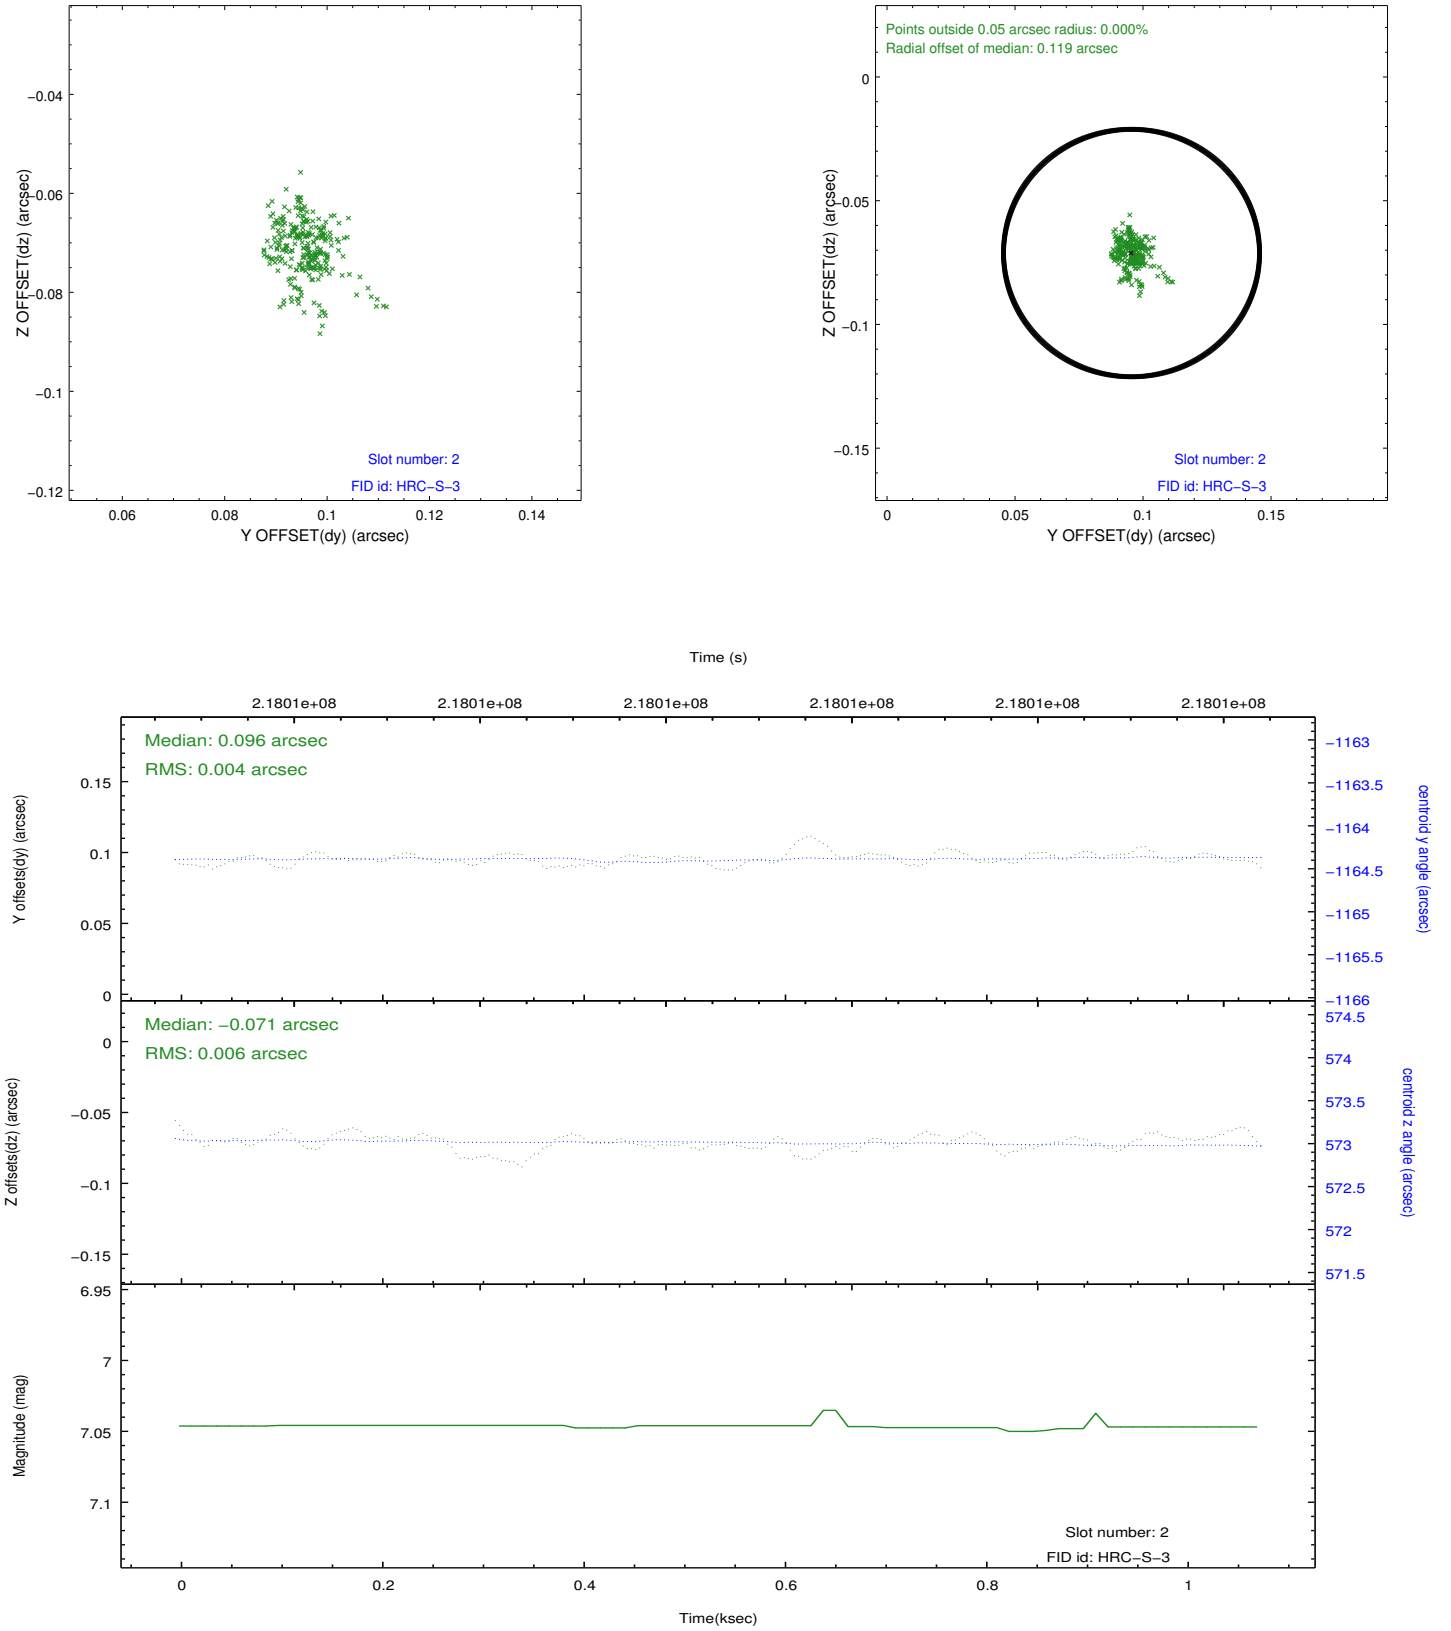 −0.04
−0.06
−0.08
−0.1
−0.12
Z OFFSET(dz) (arcsec)
Slot number: 2
FID id: HRC−S−3
0.06 0.08 0.1 0.12 0.14
Y OFFSET(dy) (arcsec)
Points outside 0.05 arcsec radius: 0.000%
Radial offset of median: 0.119 arcsec
0
−0.05
−0.1
−0.15
Z OFFSET(dz) (arcsec)
Slot number: 2
FID id: HRC−S−3
0 0.05 0.1 0.15
Y OFFSET(dy) (arcsec)
Time (s)
2.1801e+08 2.1801e+08 2.1801e+08 2.1801e+08 2.1801e+08 2.1801e+08
Median: 0.096 arcsec
RMS: 0.004 arcsec
0.15
0.1
0.05
0
Y offsets(dy) (arcsec)
−1163
−1163.5
−1164
−1164.5
−1165
−1165.5
−1166
centroid y angle (arcsec)
Median: −0.071 arcsec
RMS: 0.006 arcsec
0
−0.05
−0.1
−0.15
Z offsets(dz) (arcsec)
574.5
574
573.5
573
572.5
572
571.5
centroid z angle (arcsec)
6.95
7
7.05
7.1
Magnitude (mag)
Slot number: 2
FID id: HRC−S−3
0 0.2 0.4 0.6 0.8 1
Time(ksec)